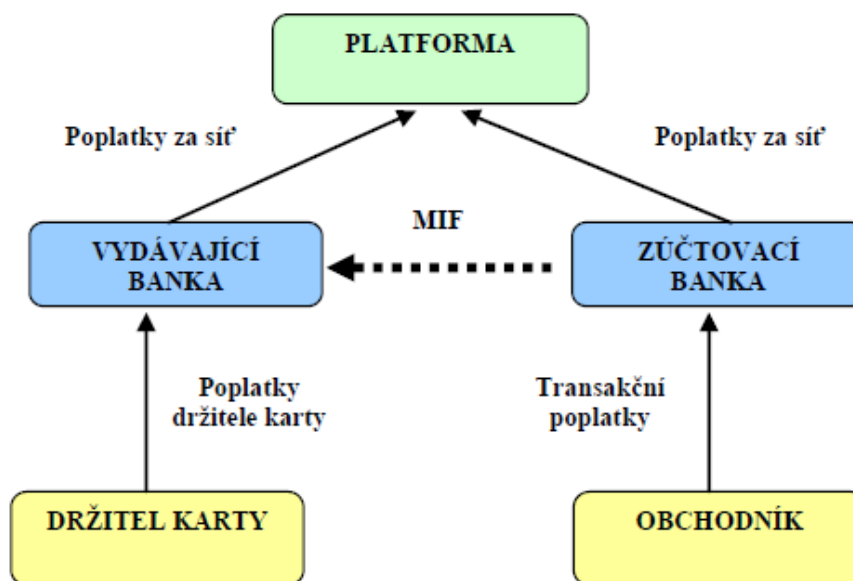 PLATFORMA
Poplatky za síť
Poplatky za síť
MIF
VYDÁVAJÍCÍ
BANKA
ZÚČTOVACÍ
BANKA
Poplatky
držitele karty
Transakční
poplatky
DRŽITEL KARTY
OBCHODNÍK